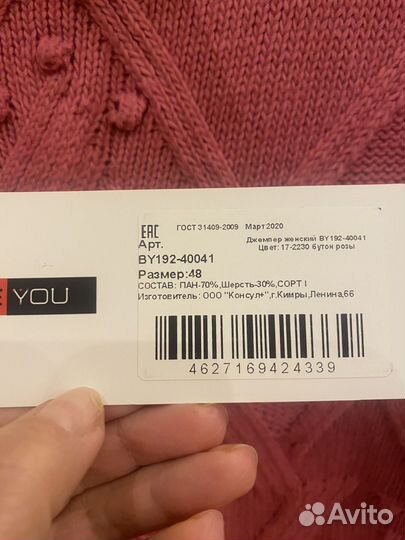 EAC ГОСТ 31409-2009 Март 2020
Арт. Джемпер женский BY192-40041
Цвет: 17-2230 бутон розы
BY192-40041
Размер:48
СОСТАВ: ПАН-70%,Шерсть-30%,СОРТ I
Изготовитель: ООО "Консул+",г.Кимры,Ленина,66
YOU
4627169424339
Avito